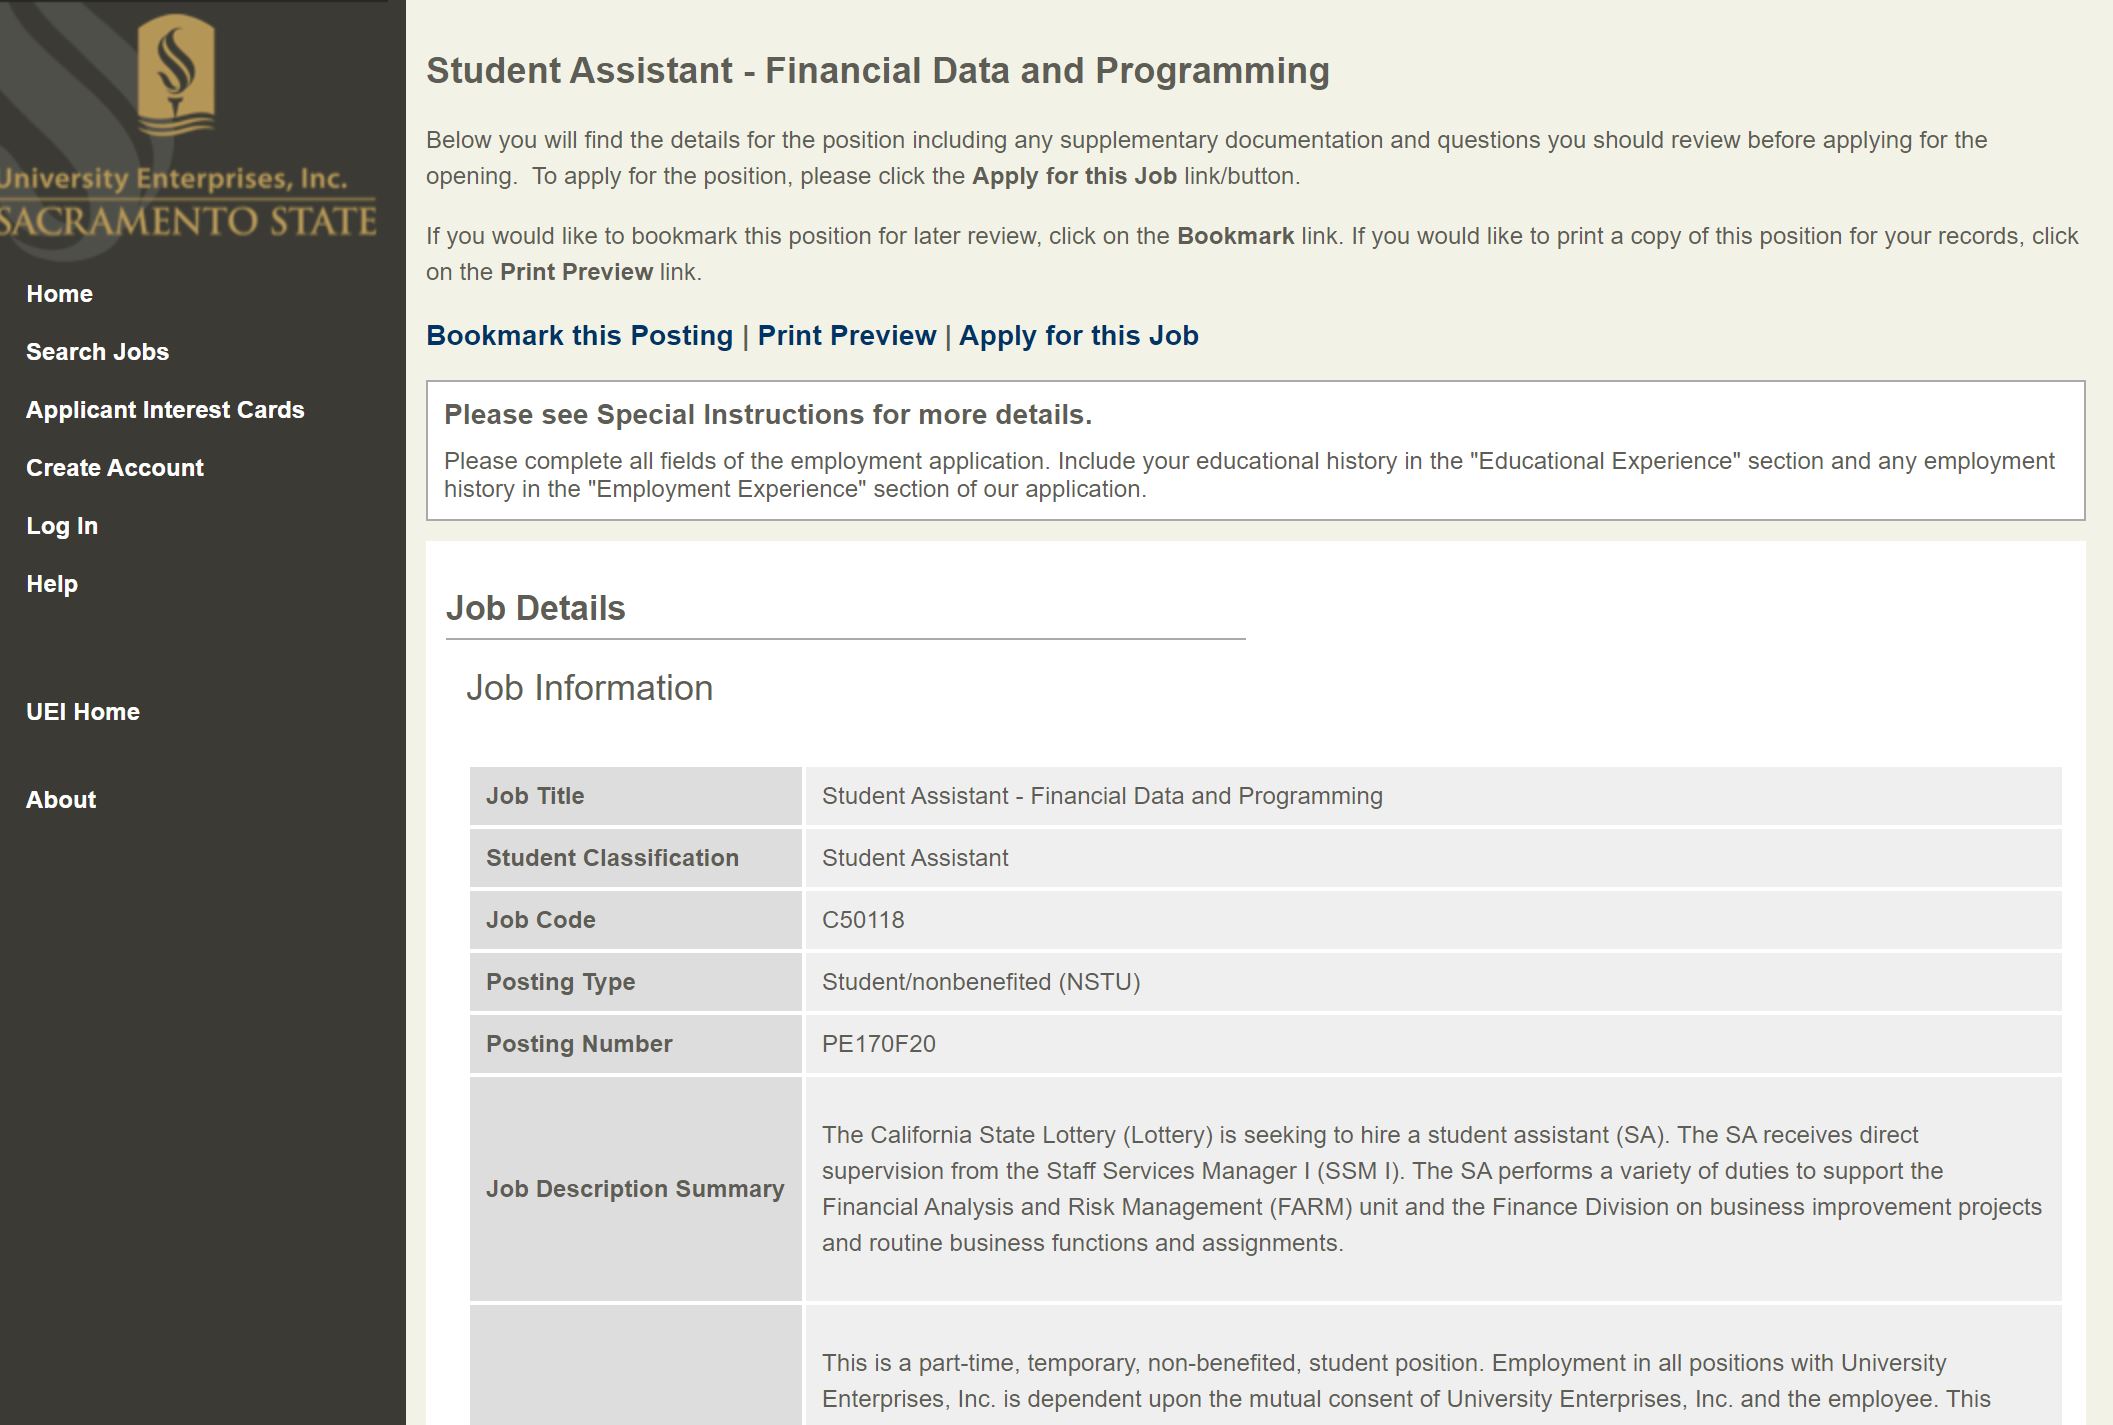 University Enterprises, Inc.
SACRAMENTO STATE
Home
Search Jobs
Applicant Interest Cards
Create Account
Log In
Help
UEI Home
About
Student Assistant - Financial Data and Programming
Below you will find the details for the position including any supplementary documentation and questions you should review before applying for the
opening.  To apply for the position, please click the Apply for this Job link/button.
If you would like to bookmark this position for later review, click on the Bookmark link. If you would like to print a copy of this position for your records, click
on the Print Preview link.
Bookmark this Posting | Print Preview | Apply for this Job
Please see Special Instructions for more details.
Please complete all fields of the employment application. Include your educational history in the "Educational Experience" section and any employment
history in the "Employment Experience" section of our application.
Job Details
Job Information
Job Title Student Assistant - Financial Data and Programming
Student Classification Student Assistant
Job Code C50118
Posting Type Student/nonbenefited (NSTU)
Posting Number PE170F20
Job Description Summary
The California State Lottery (Lottery) is seeking to hire a student assistant (SA). The SA receives direct
supervision from the Staff Services Manager I (SSM I). The SA performs a variety of duties to support the
Financial Analysis and Risk Management (FARM) unit and the Finance Division on business improvement projects
and routine business functions and assignments.
This is a part-time, temporary, non-benefited, student position. Employment in all positions with University
Enterprises, Inc. is dependent upon the mutual consent of University Enterprises, Inc. and the employee. This